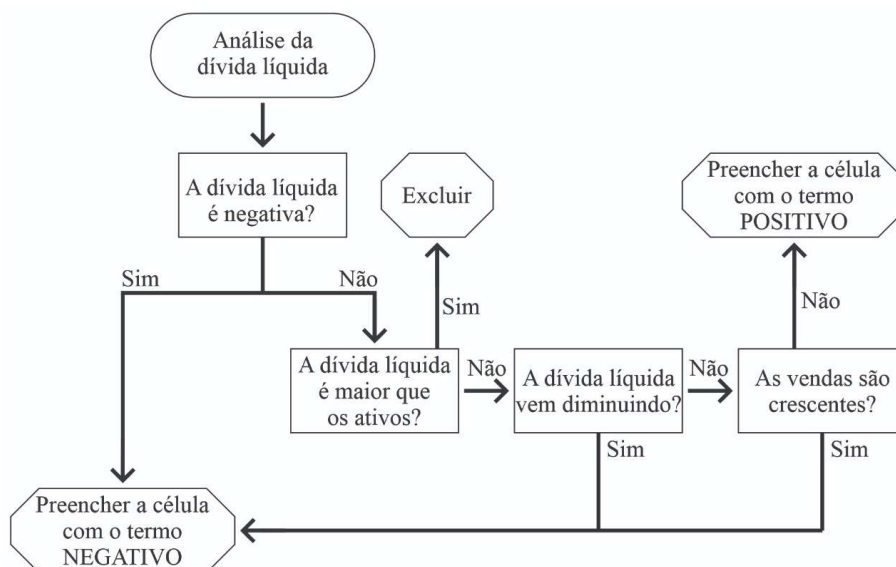 Análise da
dívida líquida
A dívida líquida
é negativa?
Excluir
Preencher a célula
com o termo
POSITIVO
Sim
Não
Sim
Não
A dívida líquida
é maior que
os ativos?
Não
A dívida líquida
vem diminuindo?
Não
As vendas são
crescentes?
Sim
Sim
Preencher a célula
com o termo
NEGATIVO